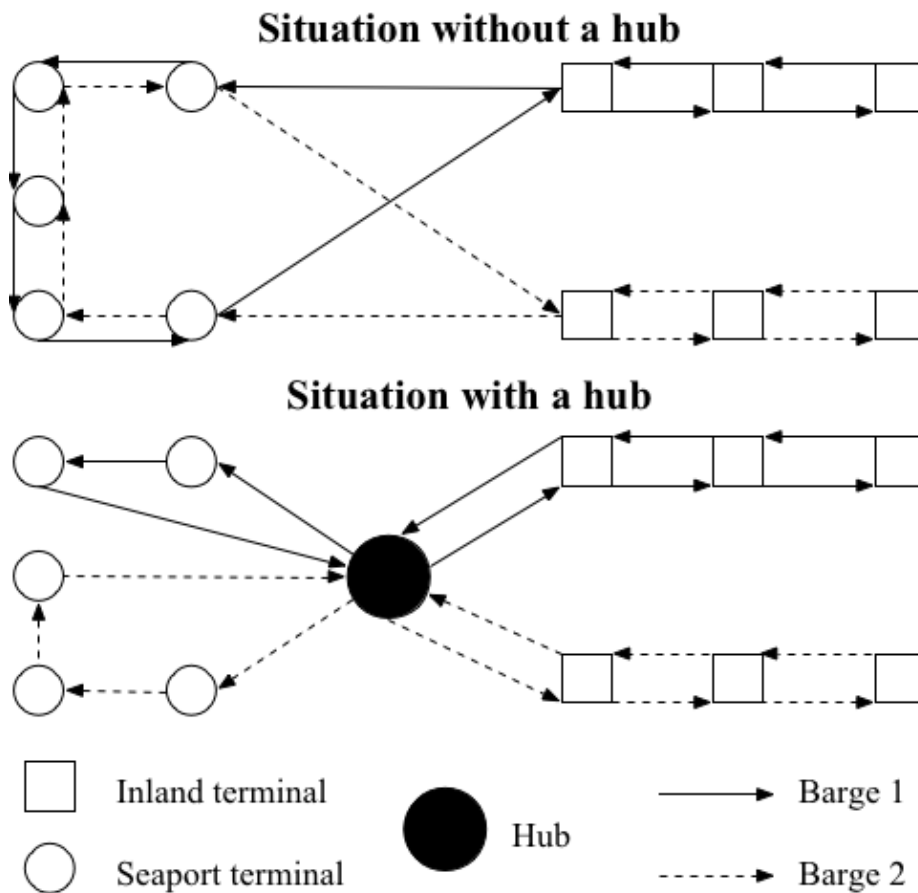 Situation without a hub
Situation with a hub
Inland terminal
Hub
Barge 1
Seaport terminal
Barge 2